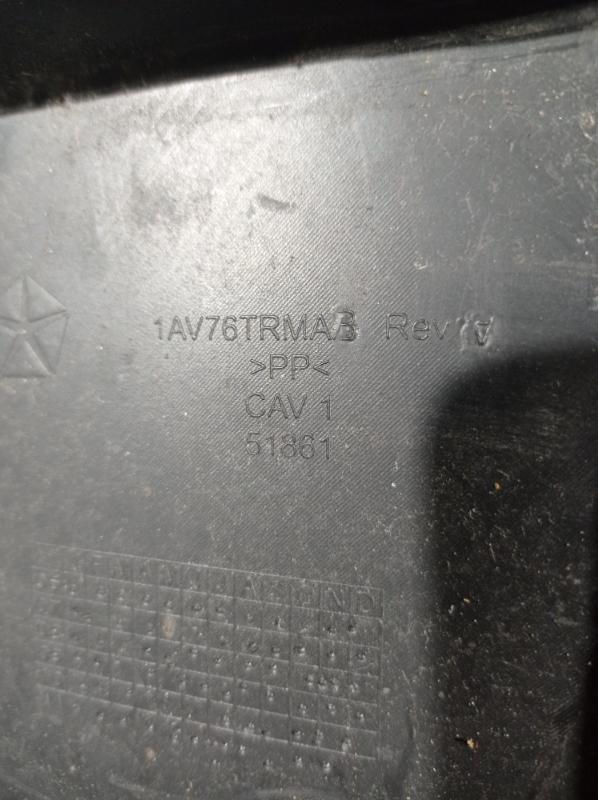 1AV76TRMAB Rev A
>PP<
CAV 1
51861
J F M A M J J A S O N D